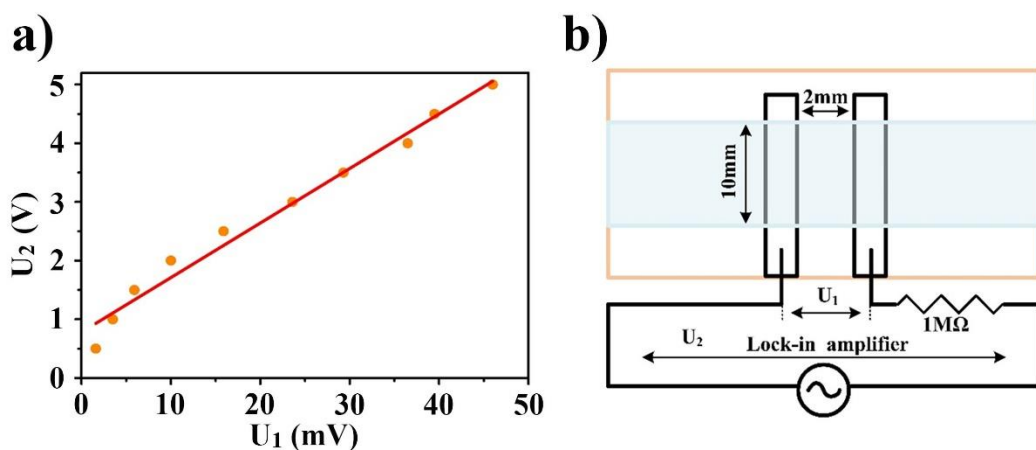 a)
U₂ (V)
5
4
3
2
1
0
0
10
20
30
40
50
U₁ (mV)
b)
2mm
10mm
U₁
1MΩ
U₂
Lock-in amplifier